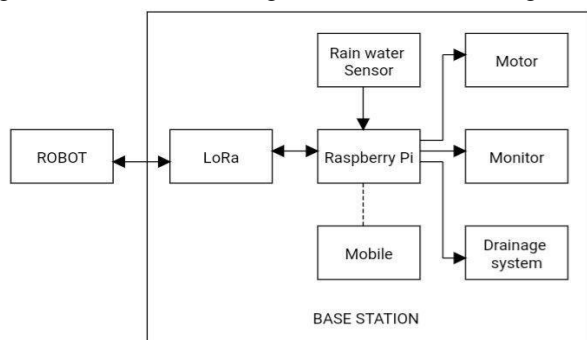 Rain water
Sensor
Motor
ROBOT
LoRa
Raspberry Pi
Monitor
Mobile
Drainage
system
BASE STATION